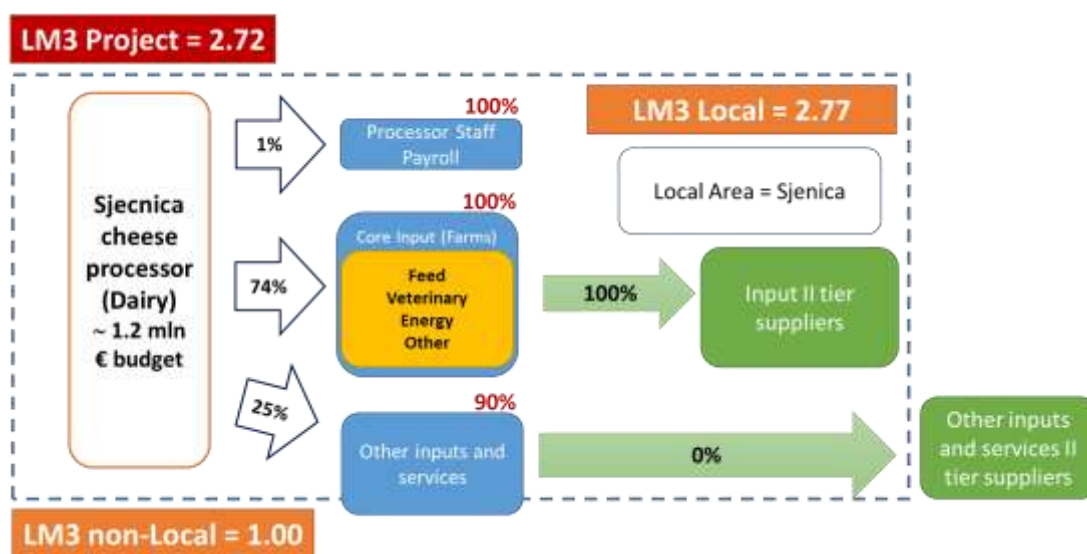 LM3 Project = 2.72
Sjecnica
cheese
processor
(Dairy)
~ 1.2 mln
€ budget
1%
74%
25%
100%
Processor Staff
Payroll
100%
Core Input (Farms)
Feed
Veterinary
Energy
Other
90%
Other inputs and
services
LM3 Local = 2.77
Local Area = Sjenica
100%
Input II tier
suppliers
0%
Other inputs
and services II
tier suppliers
LM3 non-Local = 1.00